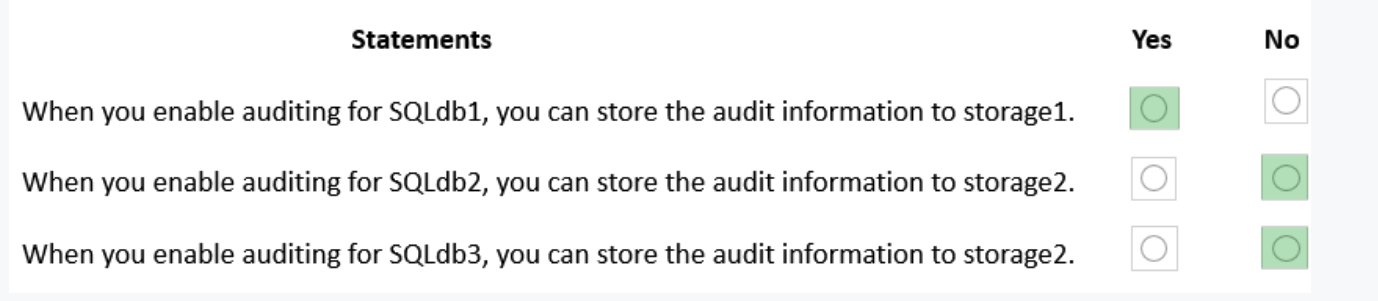 Statements Yes No
When you enable auditing for SQLdb1, you can store the audit information to storage1.
When you enable auditing for SQLdb2, you can store the audit information to storage2.
When you enable auditing for SQLdb3, you can store the audit information to storage2.